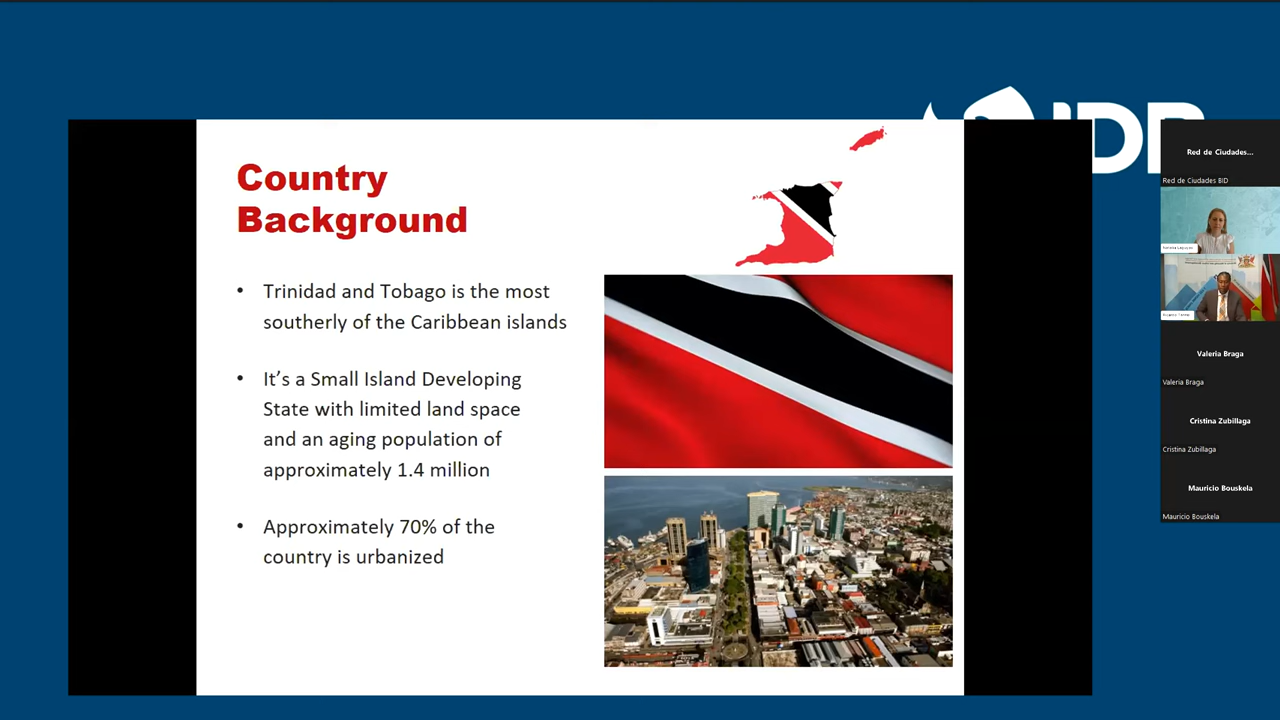 IDB
Country
Background
• Trinidad and Tobago is the most
southerly of the Caribbean islands
• It’s a Small Island Developing
State with limited land space
and an aging population of
approximately 1.4 million
• Approximately 70% of the
country is urbanized
Red de Ciudades...
Red de Ciudades BID
Valeria Braga
Valeria Braga
Cristina Zubillaga
Cristina Zubillaga
Mauricio Bouskela
Mauricio Bouskela